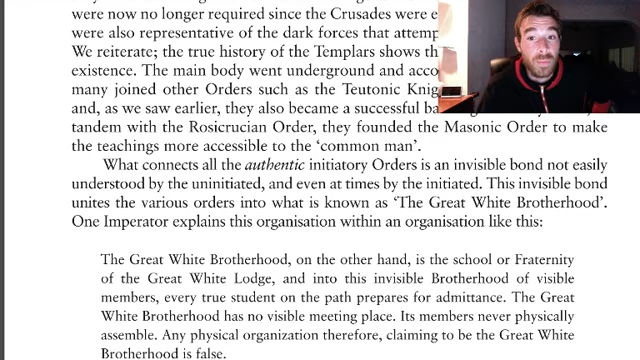 were now no longer required since the Crusades were
were also representative of the dark forces that
We reiterate; the true history of the Templars shows
existence. The main body went underground and
many joined other Orders such as the Teutonic
and, as we saw earlier, they also became a successful
tandem with the Rosicrucian Order, they founded the Masonic Order to make
the teachings more accessible to the ‘common man’.
What connects all the authentic initiatory Orders is an invisible bond not easily
understood by the uninitiated, and even at times by the initiated. This invisible bond
unites the various orders into what is known as ‘The Great White Brotherhood’.
One Imperator explains this organisation within an organisation like this:
The Great White Brotherhood, on the other hand, is the school or Fraternity
of the Great White Lodge, and into this invisible Brotherhood of visible
members, every true student on the path prepares for admittance. The Great
White Brotherhood has no visible meeting place. Its members never physically
assemble. Any physical organization therefore, claiming to be the Great White
Brotherhood is false.